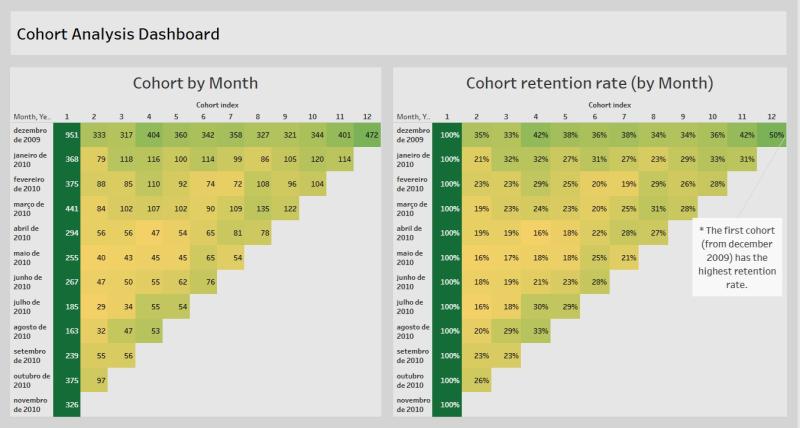 Cohort Analysis Dashboard
Cohort by Month
Cohort index
Month, Ye.. 1 2 3 4 5 6 7 8 9 10 11 12
dezembro de 2009 951 333 317 404 360 342 358 327 321 344 401 472
janeiro de 2010 368 79 118 116 100 114 99 86 105 120 114
fevereiro de 2010 375 88 85 110 92 74 72 108 96 104
março de 2010 441 84 102 107 102 90 109 135 122
abril de 2010 294 56 56 47 54 65 81 78
maio de 2010 255 40 43 45 45 65 54
junho de 2010 267 47 51 55 62 76
julho de 2010 185 29 34 55 54
agosto de 2010 163 32 47 53
setembro de 2010 239 55 56
outubro de 2010 375 97
novembro de 2010 326
Cohort retention rate (by Month)
Cohort index
Month, Y.. 1 2 3 4 5 6 7 8 9 10 11 12
dezembro de 2009 100% 35% 33% 42% 38% 36% 38% 34% 34% 36% 42% 50%
janeiro de 2010 100% 21% 32% 32% 27% 31% 27% 23% 29% 33% 31%
fevereiro de 2010 100% 23% 23% 29% 25% 20% 19% 29% 26% 28%
março de 2010 100% 19% 23% 24% 23% 20% 25% 31% 28%
abril de 2010 100% 19% 19% 16% 18% 22% 28% 27%
maio de 2010 100% 16% 17% 18% 18% 25% 21%
junho de 2010 100% 18% 19% 21% 23% 28%
julho de 2010 100% 16% 18% 30% 29%
agosto de 2010 100% 20% 29% 33%
setembro de 2010 100% 23% 23%
outubro de 2010 100% 26%
novembro de 2010 100%
* The first cohort
(from december
2009) has the
highest retention
rate.